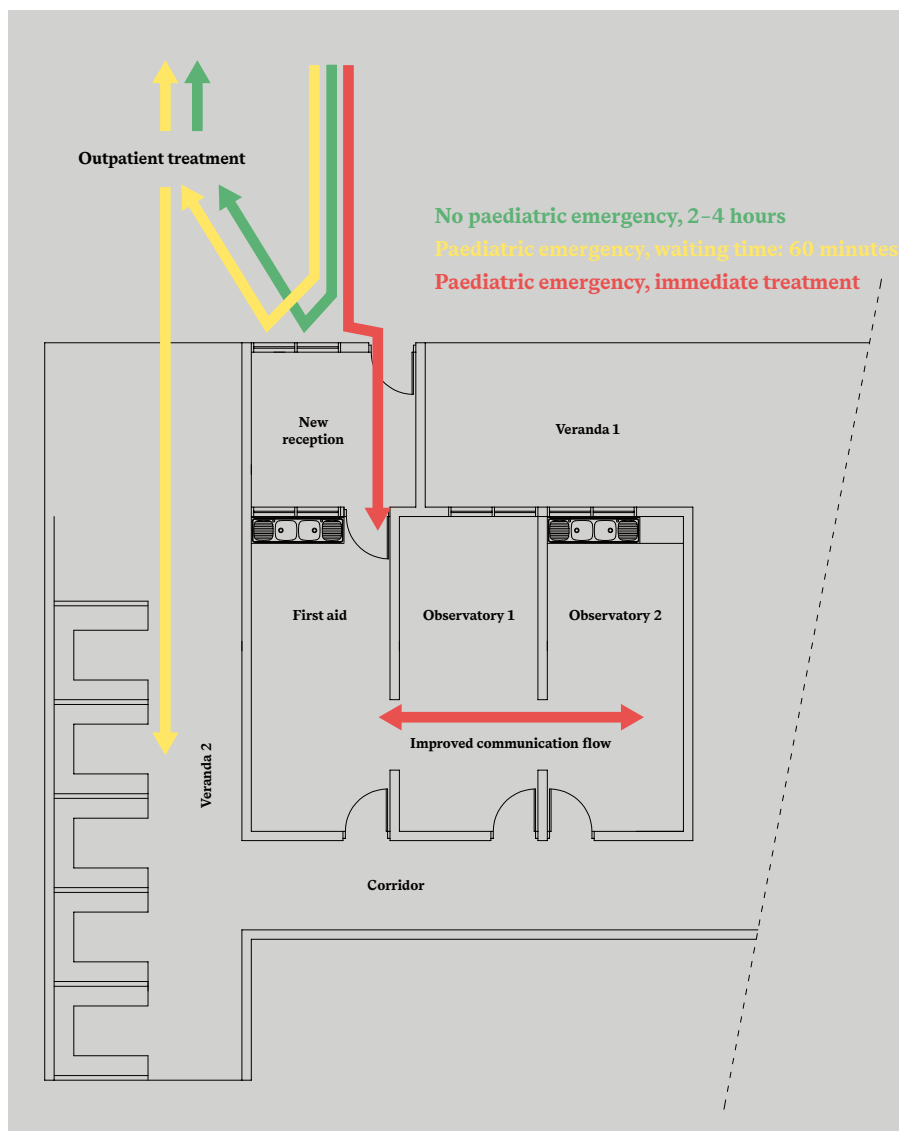 Outpatient treatment
No paediatric emergency, 2–4 hours
Paediatric emergency, waiting time: 60 minutes
Paediatric emergency, immediate treatment
New
reception
Veranda 1
First aid
Observatory 1
Observatory 2
Improved communication flow
Veranda 2
Corridor